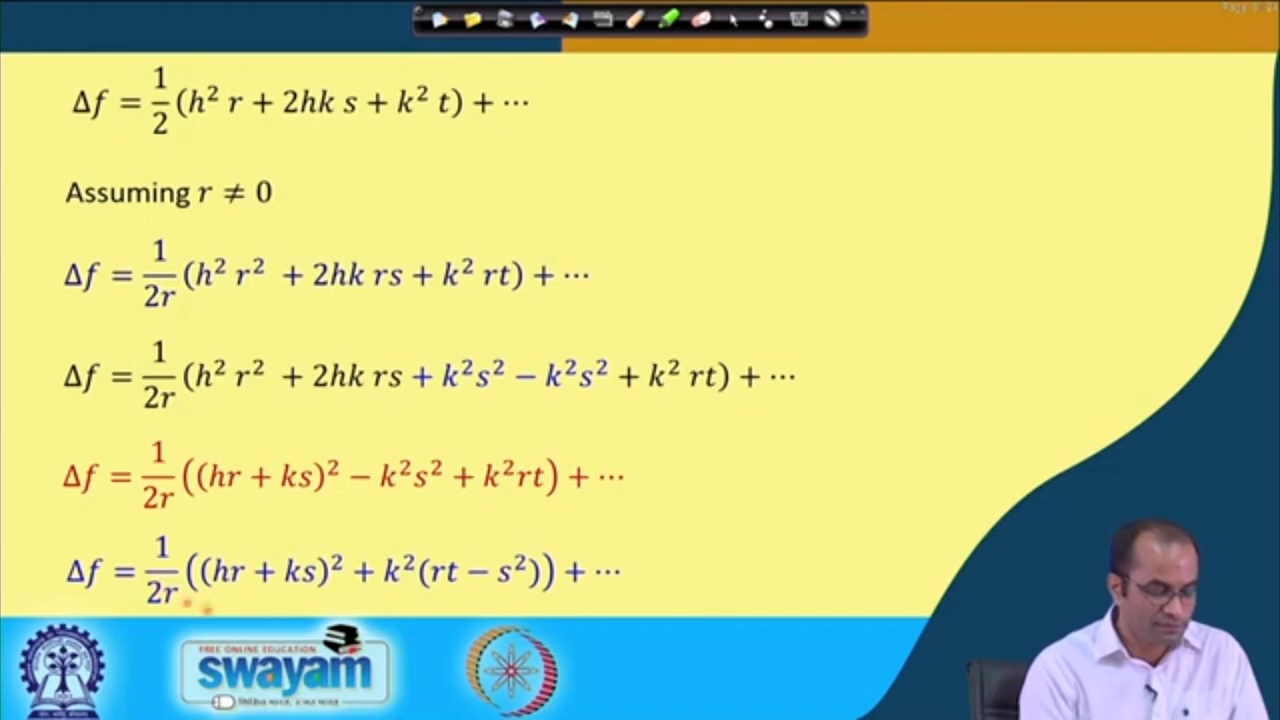 Δf = 1/2 (h² r + 2hk s + k² t) + ⋯
Assuming r ≠ 0
Δf = 1/2r (h² r² + 2hk rs + k² rt) + ⋯
Δf = 1/2r (h² r² + 2hk rs + k²s² − k²s² + k² rt) + ⋯
Δf = 1/2r ((hr + ks)² − k²s² + k²rt) + ⋯
Δf = 1/2r ((hr + ks)² + k²(rt − s²)) + ⋯
FREE ONLINE EDUCATION
swayam